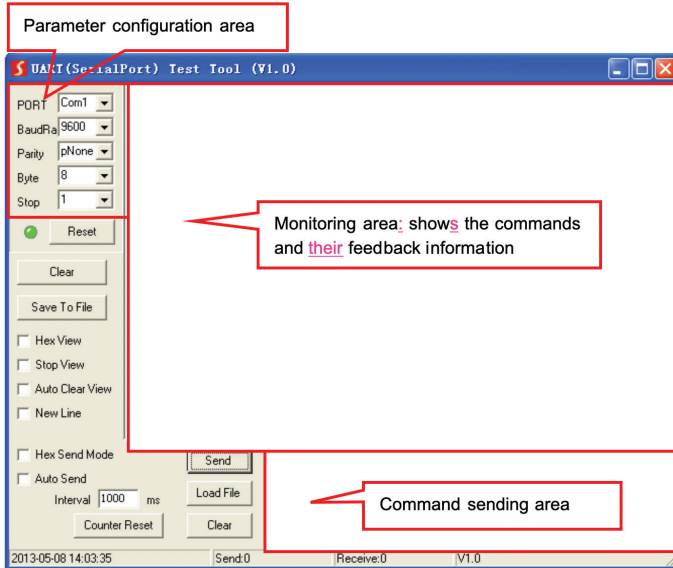 Parameter configuration area
UART(SerialPort) Test Tool (V1.0)
PORT Com1
BaudRa 9600
Parity pNone
Byte 8
Stop 1
Reset
Monitoring area: shows the commands
and their feedback information
Clear
Save To File
Hex View
Stop View
Auto Clear View
New Line
Hex Send Mode
Send
Auto Send
Interval 1000 ms
Load File
Command sending area
Counter Reset
Clear
2013-05-08 14:03:35 Send:0 Receive:0 V1.0